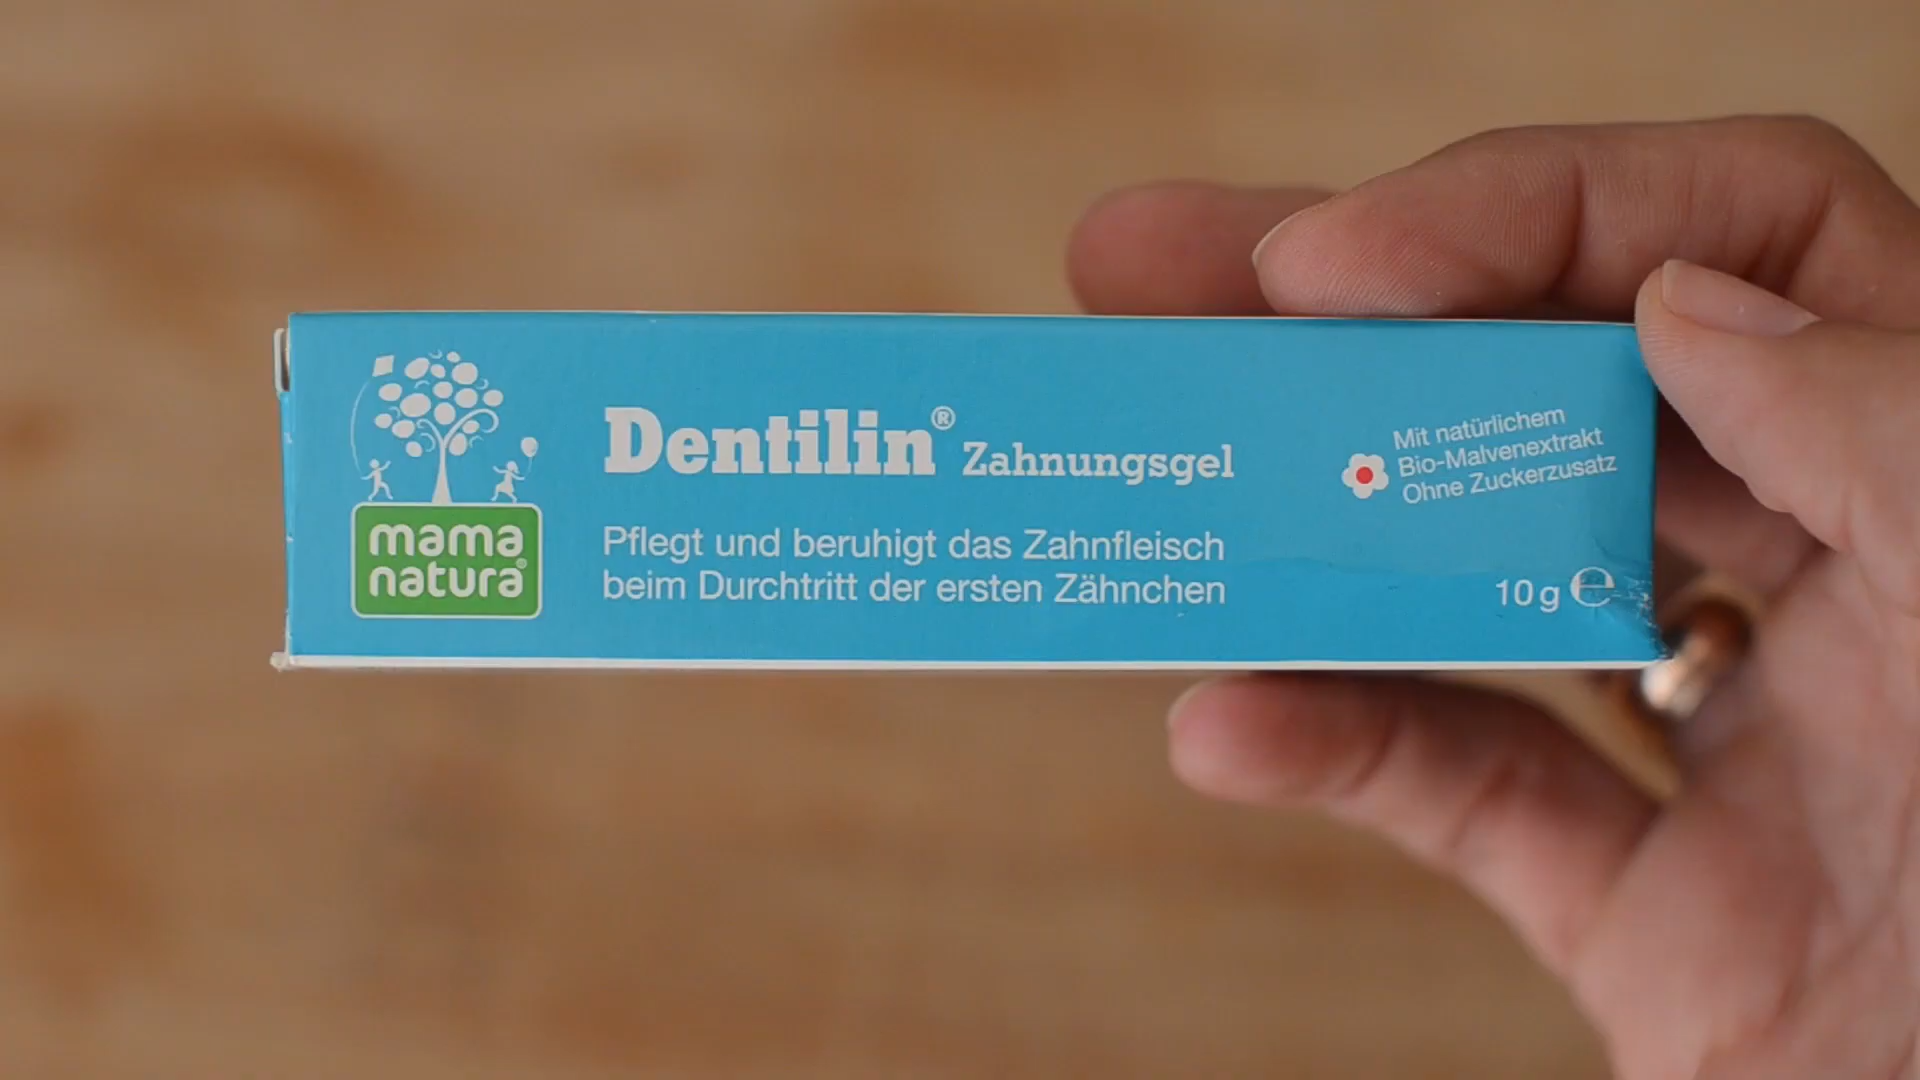 mama
natura®
Dentilin® Zahnungsgel
Pflegt und beruhigt das Zahnfleisch
beim Durchtritt der ersten Zähnchen
Mit natürlichem
Bio-Malvenextrakt
Ohne Zuckerzusatz
10 g ℮